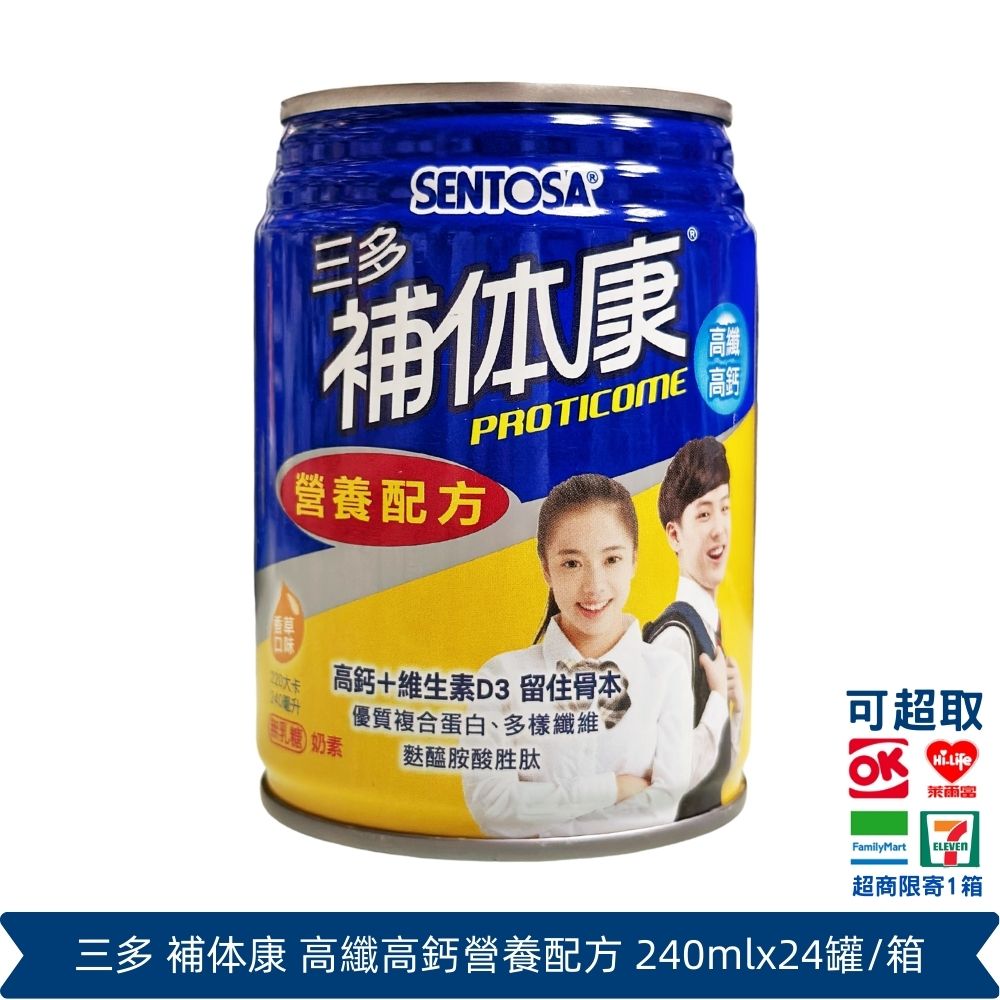 SENTOSA®
三多
補体康®
PROTICOME
高纖
高鈣
營養配方
香草
口味
220大卡
240毫升
無乳糖 奶素
高鈣+維生素D3 留住骨本
優質複合蛋白、多樣纖維
麩醯胺酸胜肽
可超取
OK
Hi-Life
萊爾富
FamilyMart
7
ELEVEn
超商限寄1箱
三多 補体康 高纖高鈣營養配方 240mlx24罐/箱